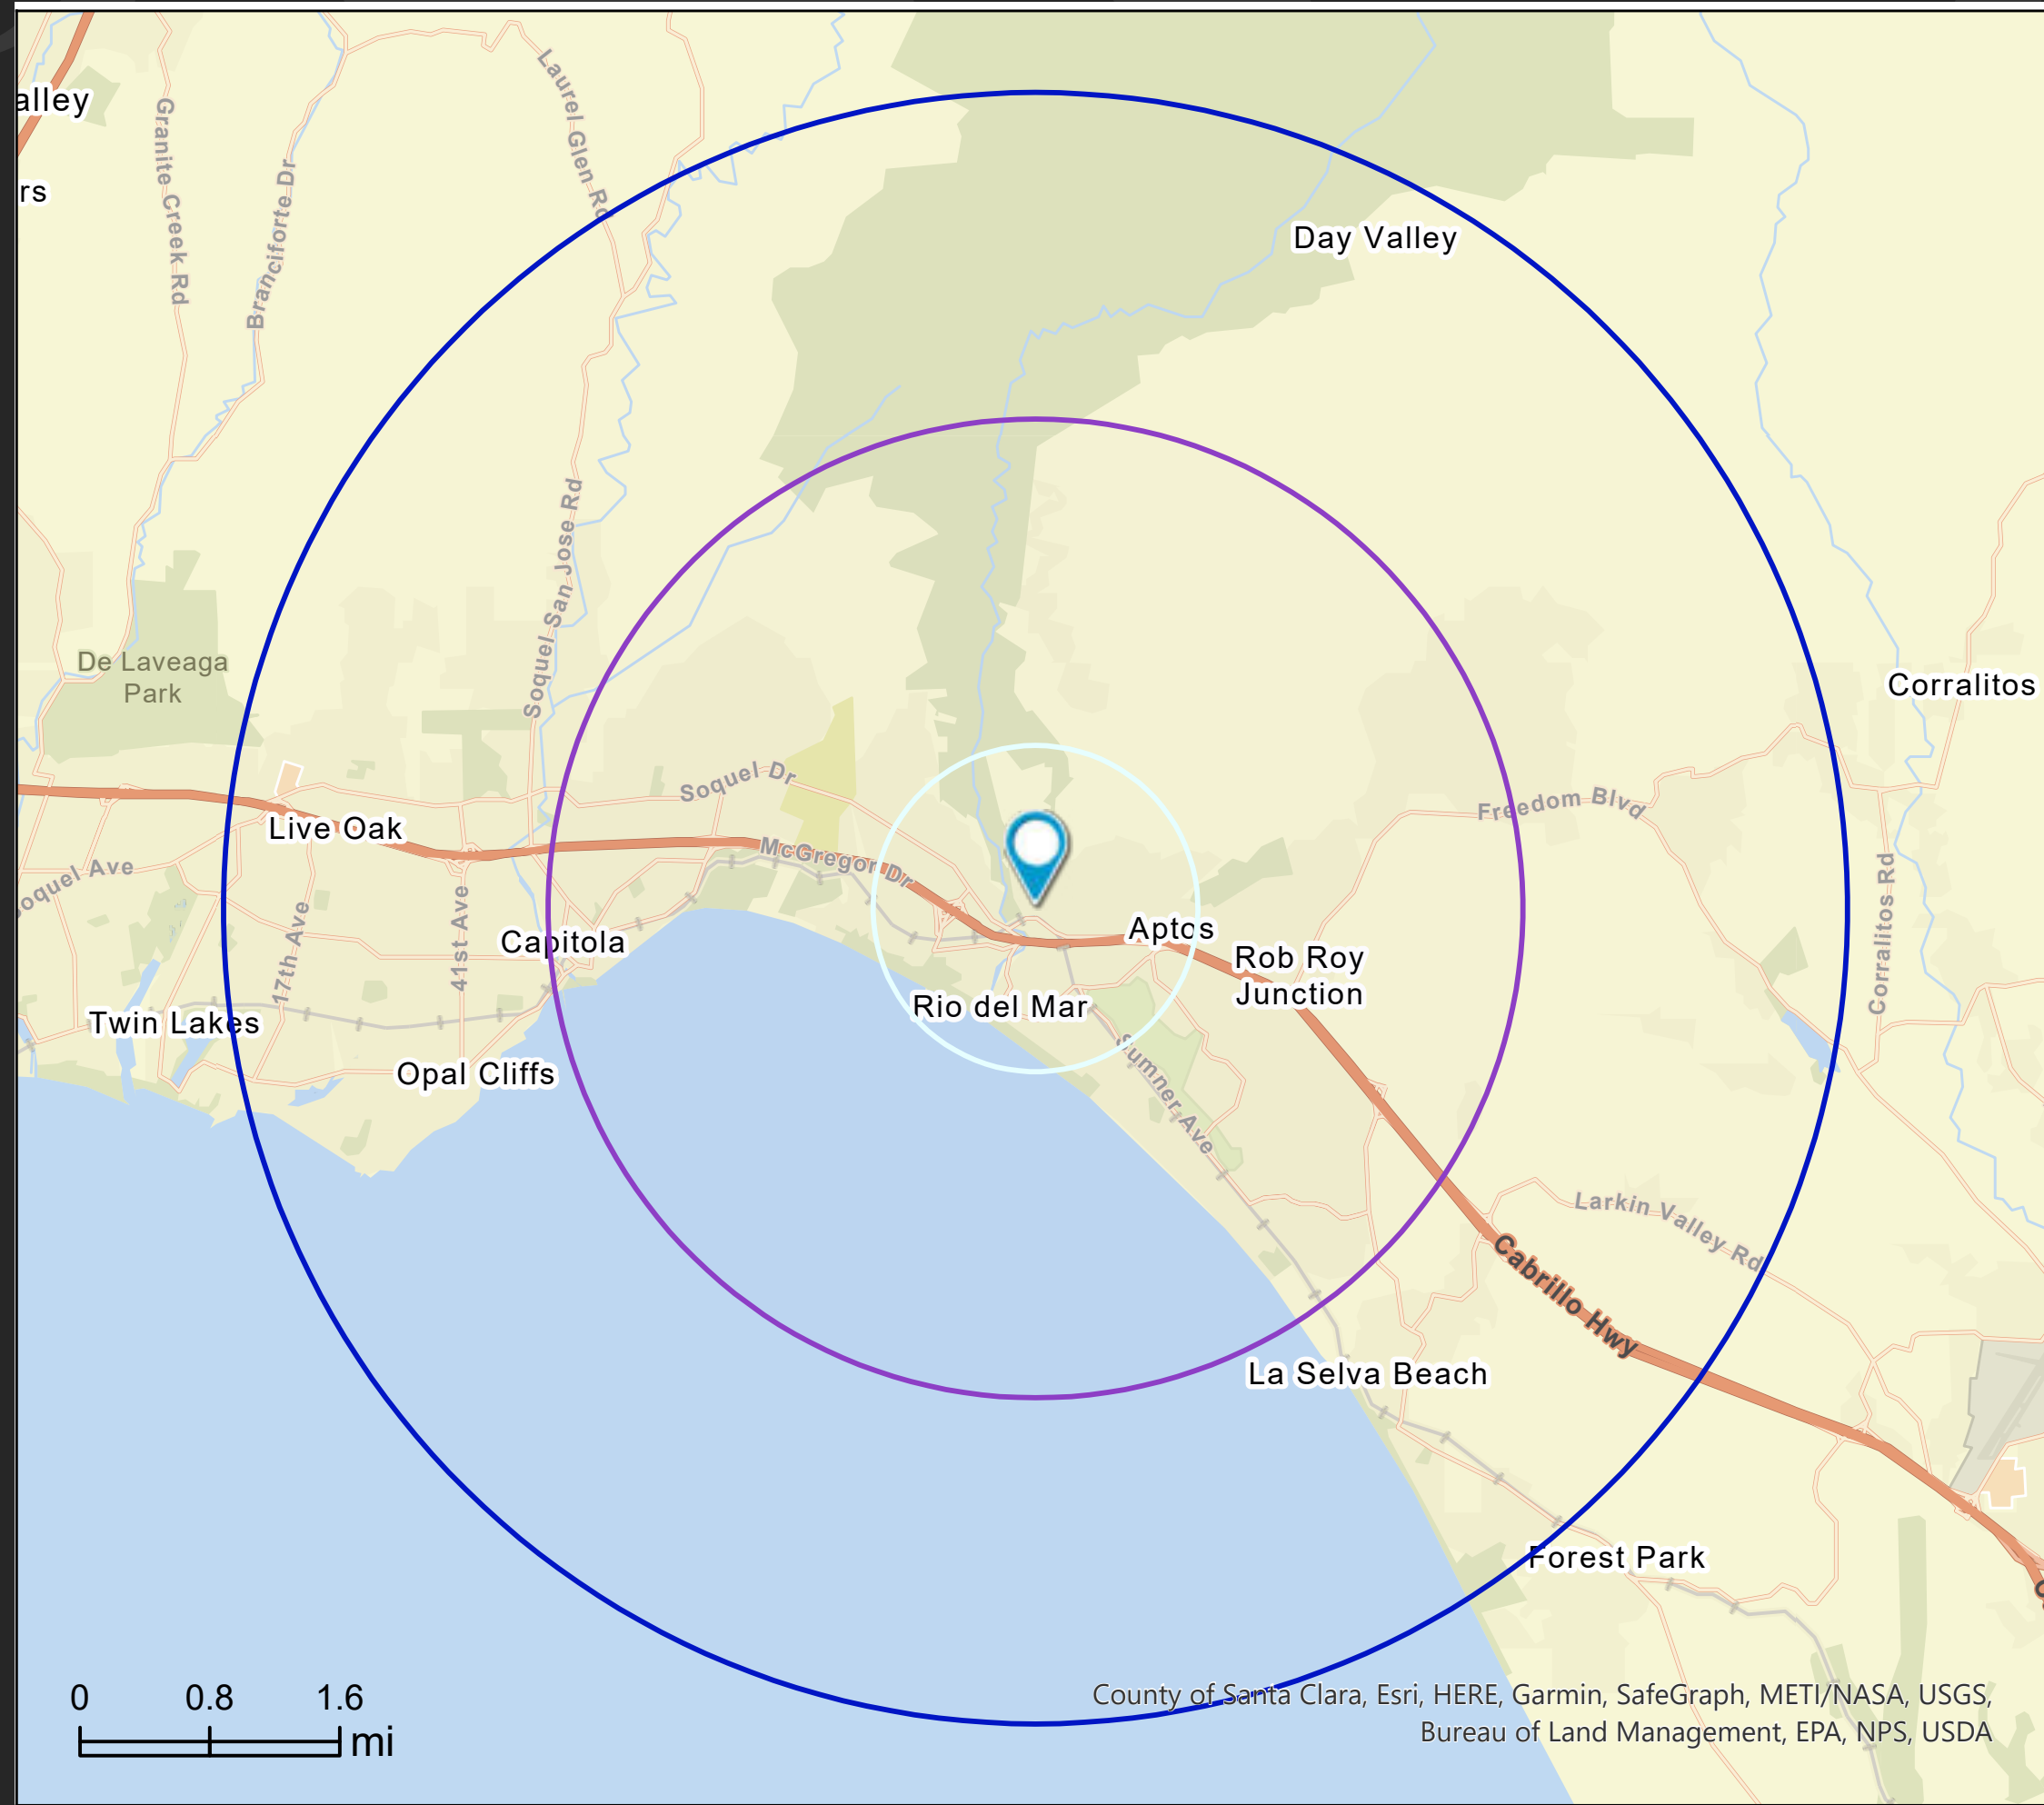 alley
Granite Creek Rd
Branciforte Dr
Laurel Glen Rd
rs
Day Valley
Soquel San Jose Rd
De Laveaga
Park
Corralitos
Soquel Dr
Freedom Blvd
Live Oak
McGregor Dr
oquel Ave
17th Ave
41st Ave
Capitola
Aptos
Rob Roy
Junction
Corralitos Rd
Rio del Mar
Twin Lakes
Opal Cliffs
Sumner Ave
Larkin Valley Rd
Cabrillo Hwy
La Selva Beach
Forest Park
C
0 0.8 1.6
mi
County of Santa Clara, Esri, HERE, Garmin, SafeGraph, METI/NASA, USGS,
Bureau of Land Management, EPA, NPS, USDA